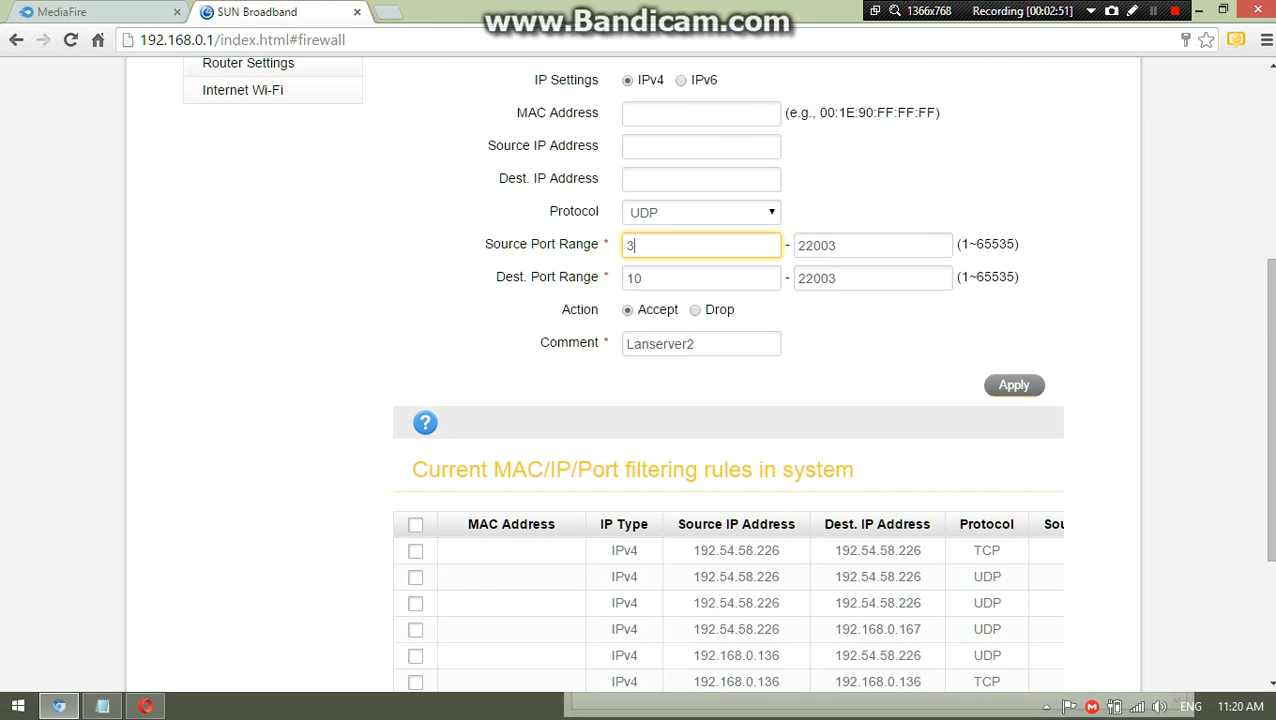 MediaFire
SUN Broadband
www.Bandicam.com
1366x768
Recording [00:02:51]
192.168.0.1/index.html#firewall
Router Settings
Internet Wi-Fi
IP Settings IPv4 IPv6
MAC Address (e.g., 00:1E:90:FF:FF:FF)
Source IP Address
Dest. IP Address
Protocol UDP
Source Port Range * 3 - 22003 (1~65535)
Dest. Port Range * 10 - 22003 (1~65535)
Action Accept Drop
Comment * Lanserver2
Apply
?
Current MAC/IP/Port filtering rules in system
MAC Address IP Type Source IP Address Dest. IP Address Protocol Sou
IPv4 192.54.58.226 192.54.58.226 TCP
IPv4 192.54.58.226 192.54.58.226 UDP
IPv4 192.54.58.226 192.54.58.226 UDP
IPv4 192.54.58.226 192.168.0.167 UDP
IPv4 192.168.0.136 192.54.58.226 UDP
IPv4 192.168.0.136 192.168.0.136 TCP
ENG 11:20 AM